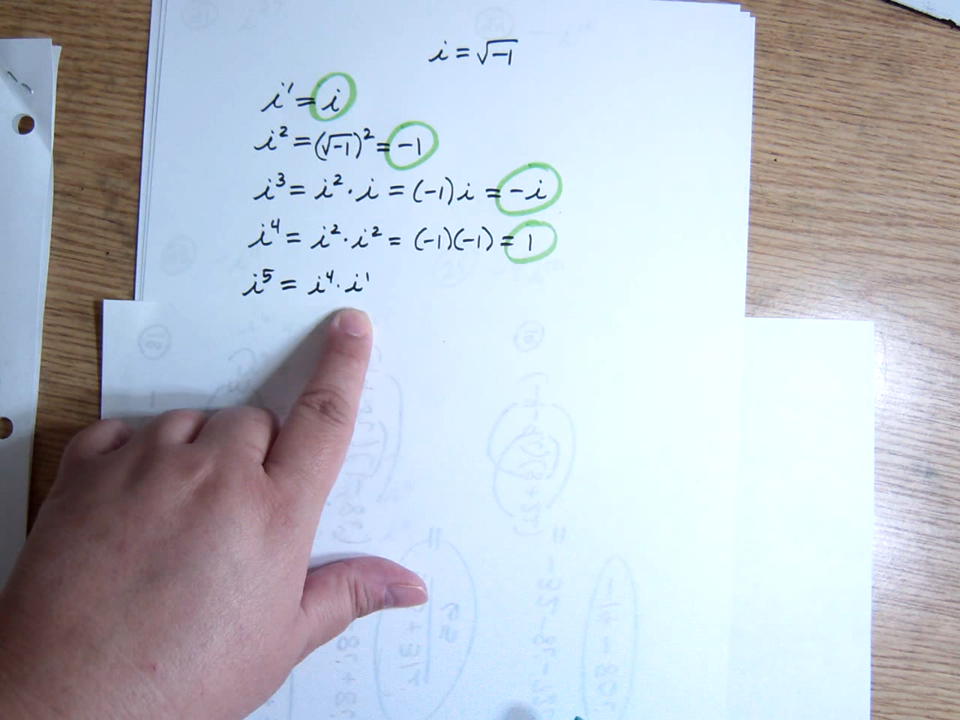 i = √-1
i¹ = i
i² = (√-1)² = -1
i³ = i² · i = (-1)i = -i
i⁴ = i² · i² = (-1)(-1) = 1
i⁵ = i⁴ · i¹